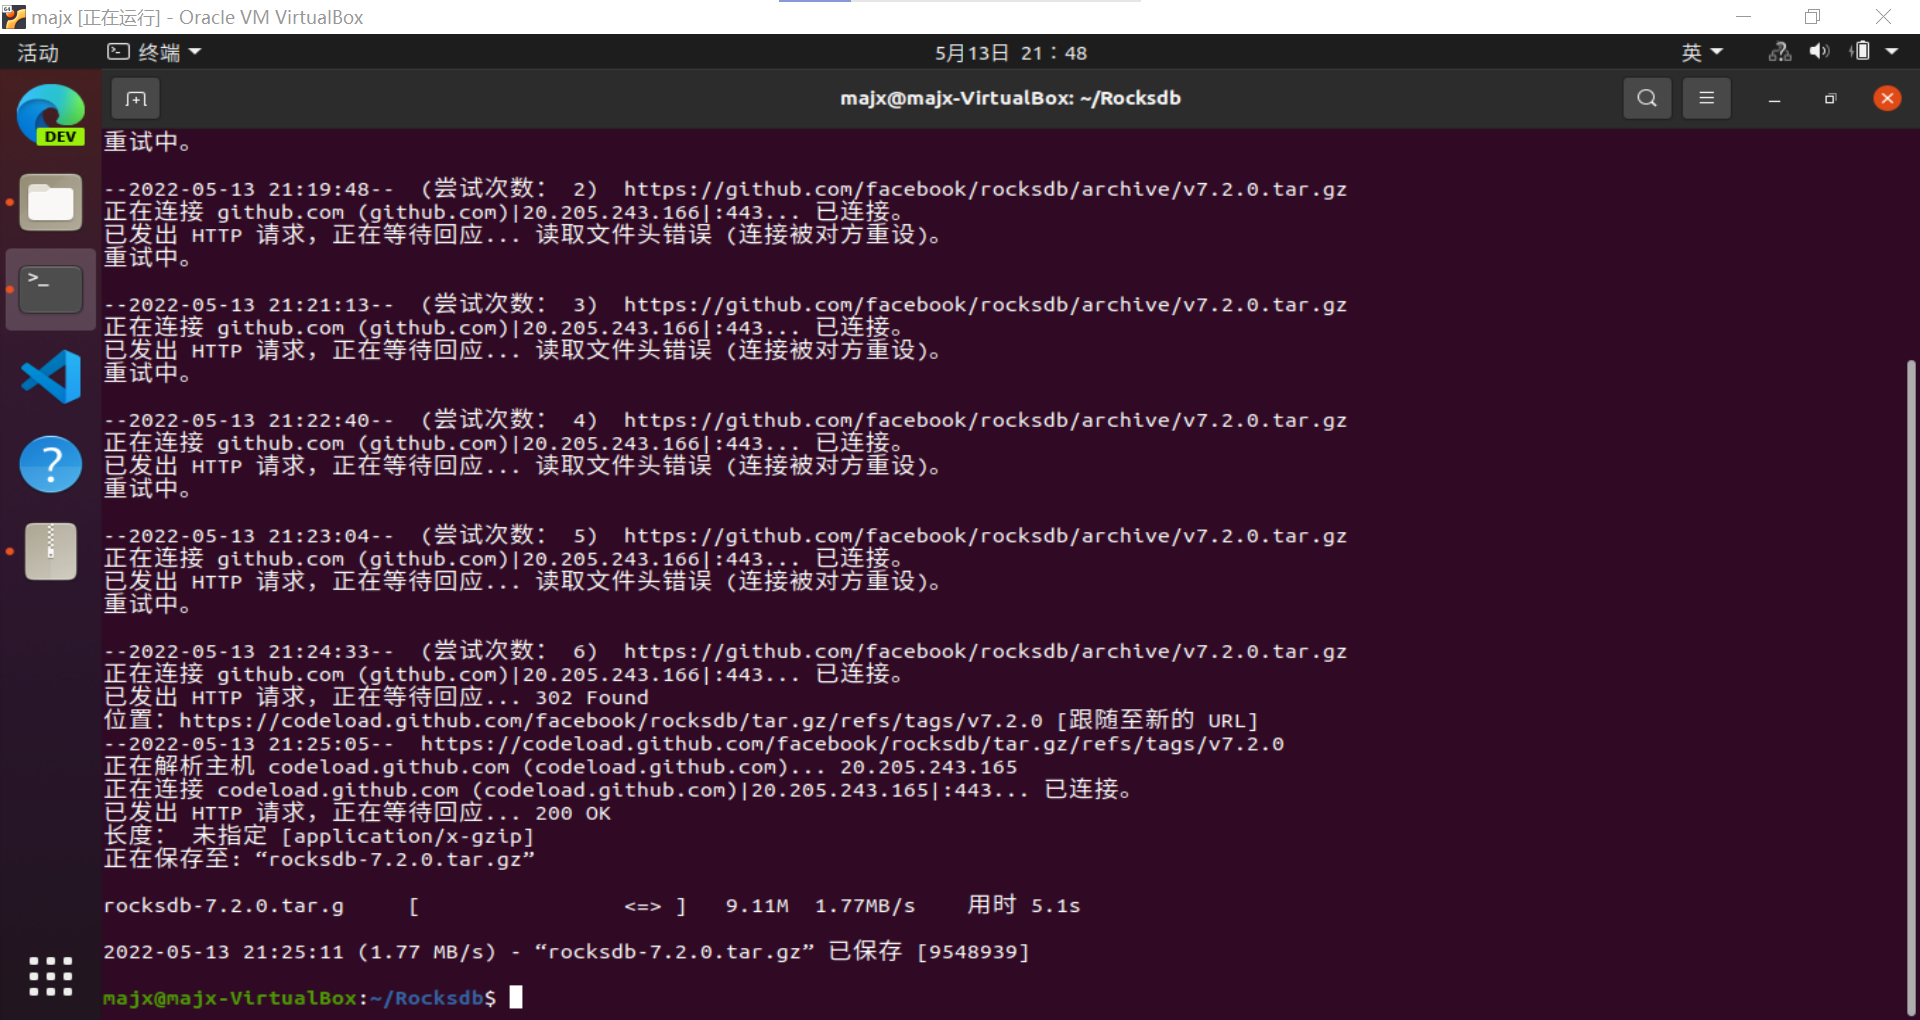 majx [正在运行] - Oracle VM VirtualBox
活动
终端
5月13日 21：48
英
majx@majx-VirtualBox: ~/Rocksdb
DEV
重试中。
--2022-05-13 21:19:48--  (尝试次数： 2)  https://github.com/facebook/rocksdb/archive/v7.2.0.tar.gz
正在连接 github.com (github.com)|20.205.243.166|:443... 已连接。
已发出 HTTP 请求，正在等待回应... 读取文件头错误 (连接被对方重设)。
重试中。
--2022-05-13 21:21:13--  (尝试次数： 3)  https://github.com/facebook/rocksdb/archive/v7.2.0.tar.gz
正在连接 github.com (github.com)|20.205.243.166|:443... 已连接。
已发出 HTTP 请求，正在等待回应... 读取文件头错误 (连接被对方重设)。
重试中。
--2022-05-13 21:22:40--  (尝试次数： 4)  https://github.com/facebook/rocksdb/archive/v7.2.0.tar.gz
正在连接 github.com (github.com)|20.205.243.166|:443... 已连接。
已发出 HTTP 请求，正在等待回应... 读取文件头错误 (连接被对方重设)。
重试中。
--2022-05-13 21:23:04--  (尝试次数： 5)  https://github.com/facebook/rocksdb/archive/v7.2.0.tar.gz
正在连接 github.com (github.com)|20.205.243.166|:443... 已连接。
已发出 HTTP 请求，正在等待回应... 读取文件头错误 (连接被对方重设)。
重试中。
--2022-05-13 21:24:33--  (尝试次数： 6)  https://github.com/facebook/rocksdb/archive/v7.2.0.tar.gz
正在连接 github.com (github.com)|20.205.243.166|:443... 已连接。
已发出 HTTP 请求，正在等待回应... 302 Found
位置：https://codeload.github.com/facebook/rocksdb/tar.gz/refs/tags/v7.2.0 [跟随至新的 URL]
--2022-05-13 21:25:05--  https://codeload.github.com/facebook/rocksdb/tar.gz/refs/tags/v7.2.0
正在解析主机 codeload.github.com (codeload.github.com)... 20.205.243.165
正在连接 codeload.github.com (codeload.github.com)|20.205.243.165|:443... 已连接。
已发出 HTTP 请求，正在等待回应... 200 OK
长度： 未指定 [application/x-gzip]
正在保存至: “rocksdb-7.2.0.tar.gz”
rocksdb-7.2.0.tar.g     [                <=> ]   9.11M  1.77MB/s    用时 5.1s
2022-05-13 21:25:11 (1.77 MB/s) - “rocksdb-7.2.0.tar.gz” 已保存 [9548939]
majx@majx-VirtualBox:~/Rocksdb$